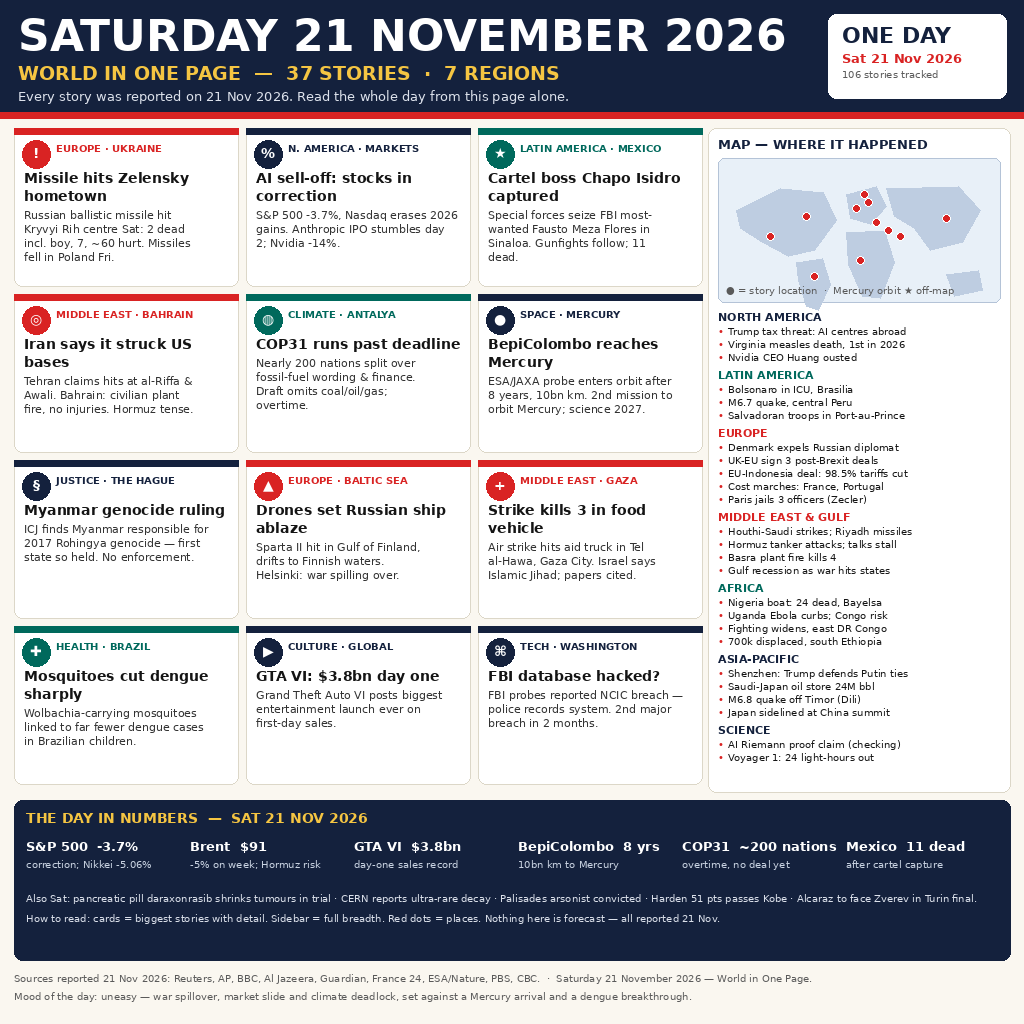 SATURDAY 21 NOVEMBER 2026
WORLD IN ONE PAGE — 37 STORIES · 7 REGIONS
Every story was reported on 21 Nov 2026. Read the whole day from this page alone.
ONE DAY
Sat 21 Nov 2026
106 stories tracked
!
EUROPE · UKRAINE
Missile hits Zelensky
hometown
Russian ballistic missile hit
Kryvyi Rih centre Sat: 2 dead
incl. boy, 7, ~60 hurt. Missiles
fell in Poland Fri.
%
N. AMERICA · MARKETS
AI sell-off: stocks in
correction
S&P 500 -3.7%, Nasdaq erases 2026
gains. Anthropic IPO stumbles day
2; Nvidia -14%.
★
LATIN AMERICA · MEXICO
Cartel boss Chapo Isidro
captured
Special forces seize FBI most-
wanted Fausto Meza Flores in
Sinaloa. Gunfights follow; 11
dead.
◎
MIDDLE EAST · BAHRAIN
Iran says it struck US
bases
Tehran claims hits at al-Riffa &
Awali. Bahrain: civilian plant
fire, no injuries. Hormuz tense.
◍
CLIMATE · ANTALYA
COP31 runs past deadline
Nearly 200 nations split over
fossil-fuel wording & finance.
Draft omits coal/oil/gas;
overtime.
●
SPACE · MERCURY
BepiColombo reaches
Mercury
ESA/JAXA probe enters orbit after
8 years, 10bn km. 2nd mission to
orbit Mercury; science 2027.
§
JUSTICE · THE HAGUE
Myanmar genocide ruling
ICJ finds Myanmar responsible for
2017 Rohingya genocide — first
state so held. No enforcement.
▲
EUROPE · BALTIC SEA
Drones set Russian ship
ablaze
Sparta II hit in Gulf of Finland,
drifts to Finnish waters.
Helsinki: war spilling over.
+
MIDDLE EAST · GAZA
Strike kills 3 in food
vehicle
Air strike hits aid truck in Tel
al-Hawa, Gaza City. Israel says
Islamic Jihad; papers cited.
✚
HEALTH · BRAZIL
Mosquitoes cut dengue
sharply
Wolbachia-carrying mosquitoes
linked to far fewer dengue cases
in Brazilian children.
▶
CULTURE · GLOBAL
GTA VI: $3.8bn day one
Grand Theft Auto VI posts biggest
entertainment launch ever on
first-day sales.
⌘
TECH · WASHINGTON
FBI database hacked?
FBI probes reported NCIC breach —
police records system. 2nd major
breach in 2 months.
MAP — WHERE IT HAPPENED
● = story location · Mercury orbit ★ off-map
NORTH AMERICA
• Trump tax threat: AI centres abroad
• Virginia measles death, 1st in 2026
• Nvidia CEO Huang ousted
LATIN AMERICA
• Bolsonaro in ICU, Brasilia
• M6.7 quake, central Peru
• Salvadoran troops in Port-au-Prince
EUROPE
• Denmark expels Russian diplomat
• UK-EU sign 3 post-Brexit deals
• EU-Indonesia deal: 98.5% tariffs cut
• Cost marches: France, Portugal
• Paris jails 3 officers (Zecler)
MIDDLE EAST & GULF
• Houthi-Saudi strikes; Riyadh missiles
• Hormuz tanker attacks; talks stall
• Basra plant fire kills 4
• Gulf recession as war hits states
AFRICA
• Nigeria boat: 24 dead, Bayelsa
• Uganda Ebola curbs; Congo risk
• Fighting widens, east DR Congo
• 700k displaced, south Ethiopia
ASIA-PACIFIC
• Shenzhen: Trump defends Putin ties
• Saudi-Japan oil store 24M bbl
• M6.8 quake off Timor (Dili)
• Japan sidelined at China summit
SCIENCE
• AI Riemann proof claim (checking)
• Voyager 1: 24 light-hours out
THE DAY IN NUMBERS — SAT 21 NOV 2026
S&P 500 -3.7%
correction; Nikkei -5.06%
Brent $91
-5% on week; Hormuz risk
GTA VI $3.8bn
day-one sales record
BepiColombo 8 yrs
10bn km to Mercury
COP31 ~200 nations
overtime, no deal yet
Mexico 11 dead
after cartel capture
Also Sat: pancreatic pill daraxonrasib shrinks tumours in trial · CERN reports ultra-rare decay · Palisades arsonist convicted · Harden 51 pts passes Kobe · Alcaraz to face Zverev in Turin final.
How to read: cards = biggest stories with detail. Sidebar = full breadth. Red dots = places. Nothing here is forecast — all reported 21 Nov.
Sources reported 21 Nov 2026: Reuters, AP, BBC, Al Jazeera, Guardian, France 24, ESA/Nature, PBS, CBC. · Saturday 21 November 2026 — World in One Page.
Mood of the day: uneasy — war spillover, market slide and climate deadlock, set against a Mercury arrival and a dengue breakthrough.